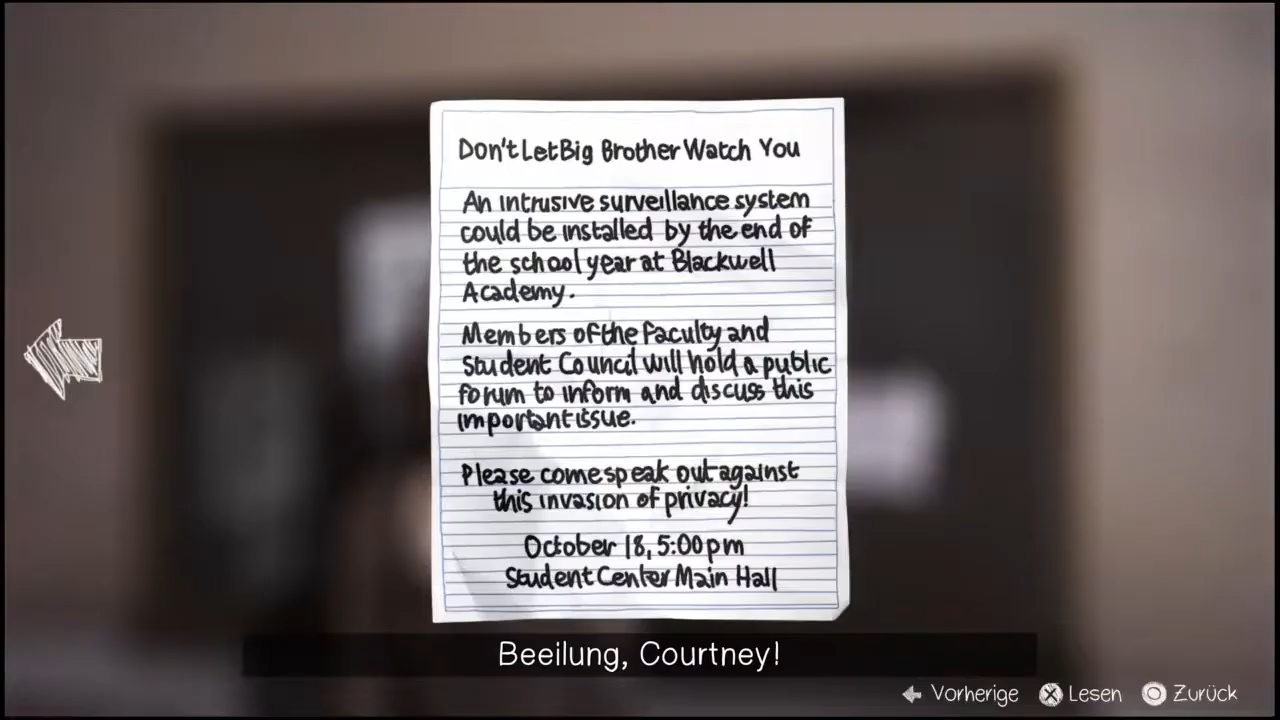 Don't Let Big Brother Watch You
An intrusive surveillance system
could be installed by the end of
the school year at Blackwell
Academy.
Members of the faculty and
Student Council will hold a public
forum to inform and discuss this
important issue.
Please come speak out against
this invasion of privacy!
October 18, 5:00pm
Student Center Main Hall
Beeilung, Courtney!
Vorherige Lesen Zurück